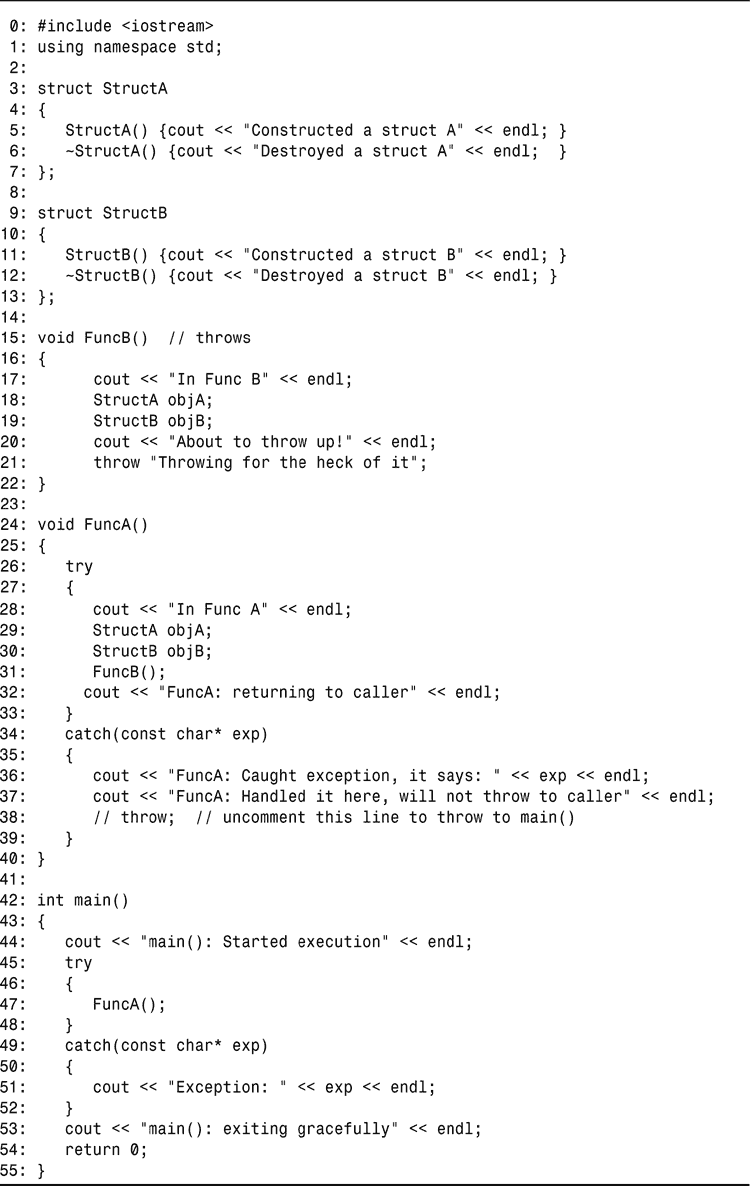 0: #include <iostream>
1: using namespace std;
2:
3: struct StructA
4: {
5:    StructA() {cout << "Constructed a struct A" << endl; }
6:    ~StructA() {cout << "Destroyed a struct A" << endl;  }
7: };
8:
9: struct StructB
10: {
11:    StructB() {cout << "Constructed a struct B" << endl; }
12:    ~StructB() {cout << "Destroyed a struct B" << endl; }
13: };
14:
15: void FuncB()  // throws
16: {
17:       cout << "In Func B" << endl;
18:       StructA objA;
19:       StructB objB;
20:       cout << "About to throw up!" << endl;
21:       throw "Throwing for the heck of it";
22: }
23:
24: void FuncA()
25: {
26:    try
27:    {
28:       cout << "In Func A" << endl;
29:       StructA objA;
30:       StructB objB;
31:       FuncB();
32:      cout << "FuncA: returning to caller" << endl;
33:    }
34:    catch(const char* exp)
35:    {
36:       cout << "FuncA: Caught exception, it says: " << exp << endl;
37:       cout << "FuncA: Handled it here, will not throw to caller" << endl;
38:       // throw;  // uncomment this line to throw to main()
39:    }
40: }
41:
42: int main()
43: {
44:    cout << "main(): Started execution" << endl;
45:    try
46:    {
47:       FuncA();
48:    }
49:    catch(const char* exp)
50:    {
51:       cout << "Exception: " << exp << endl;
52:    }
53:    cout << "main(): exiting gracefully" << endl;
54:    return 0;
55: }